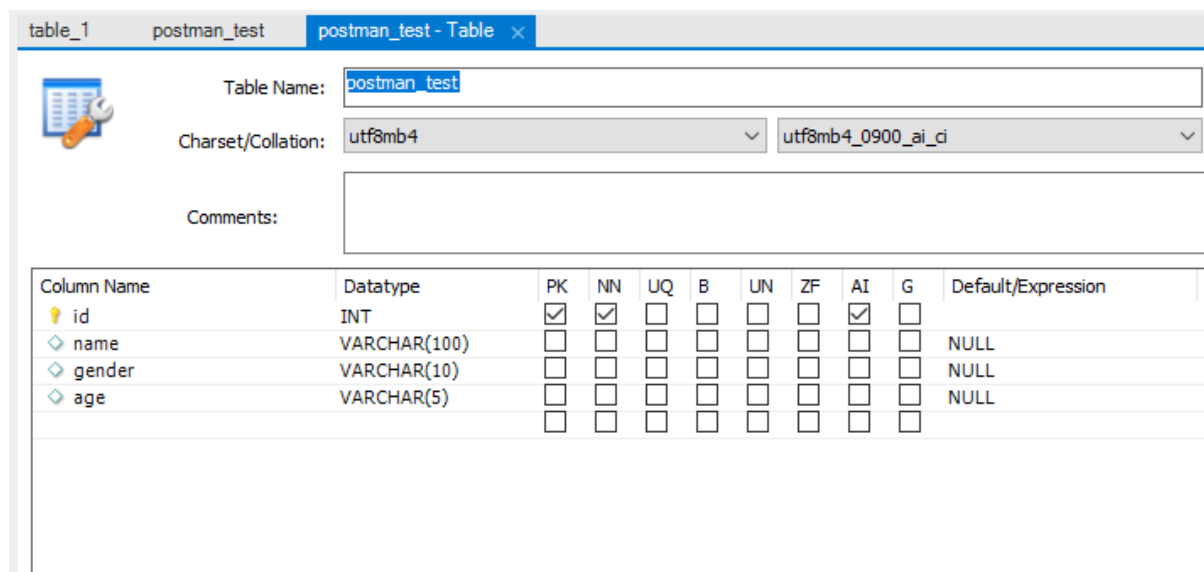 table_1 postman_test postman_test - Table
Table Name: postman_test
Charset/Collation: utf8mb4 utf8mb4_0900_ai_ci
Comments:
Column Name Datatype PK NN UQ B UN ZF AI G Default/Expression
id INT
name VARCHAR(100) NULL
gender VARCHAR(10) NULL
age VARCHAR(5) NULL